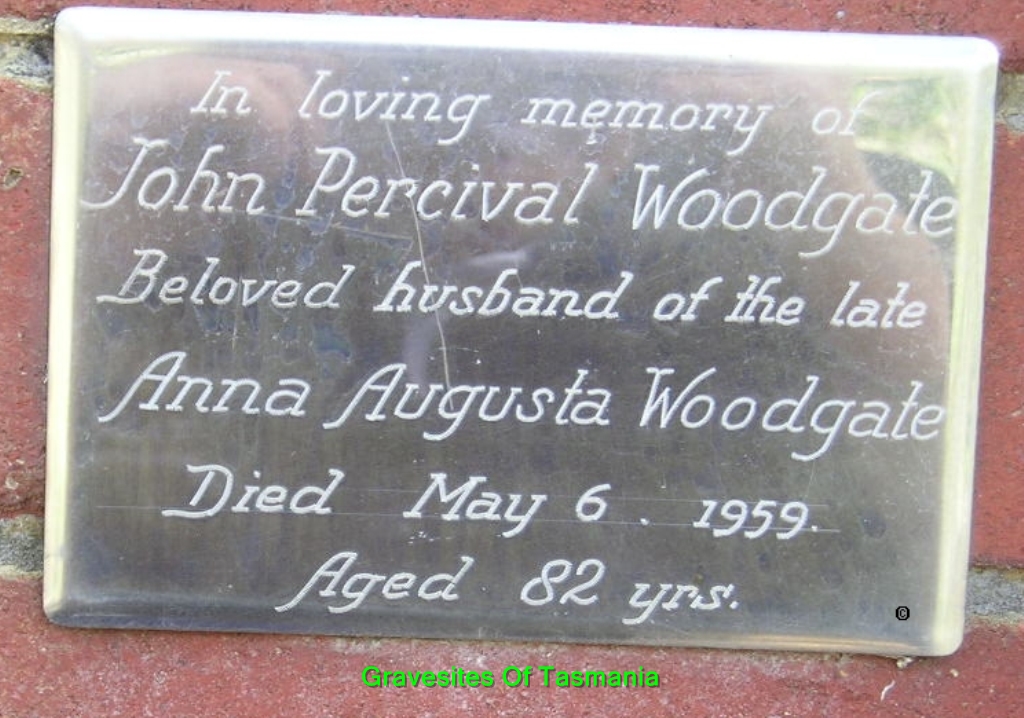 In loving memory of
John Percival Woodgate
Beloved husband of the late
Anna Augusta Woodgate
Died May 6. 1959.
Aged 82 yrs.
©
Gravesites Of Tasmania